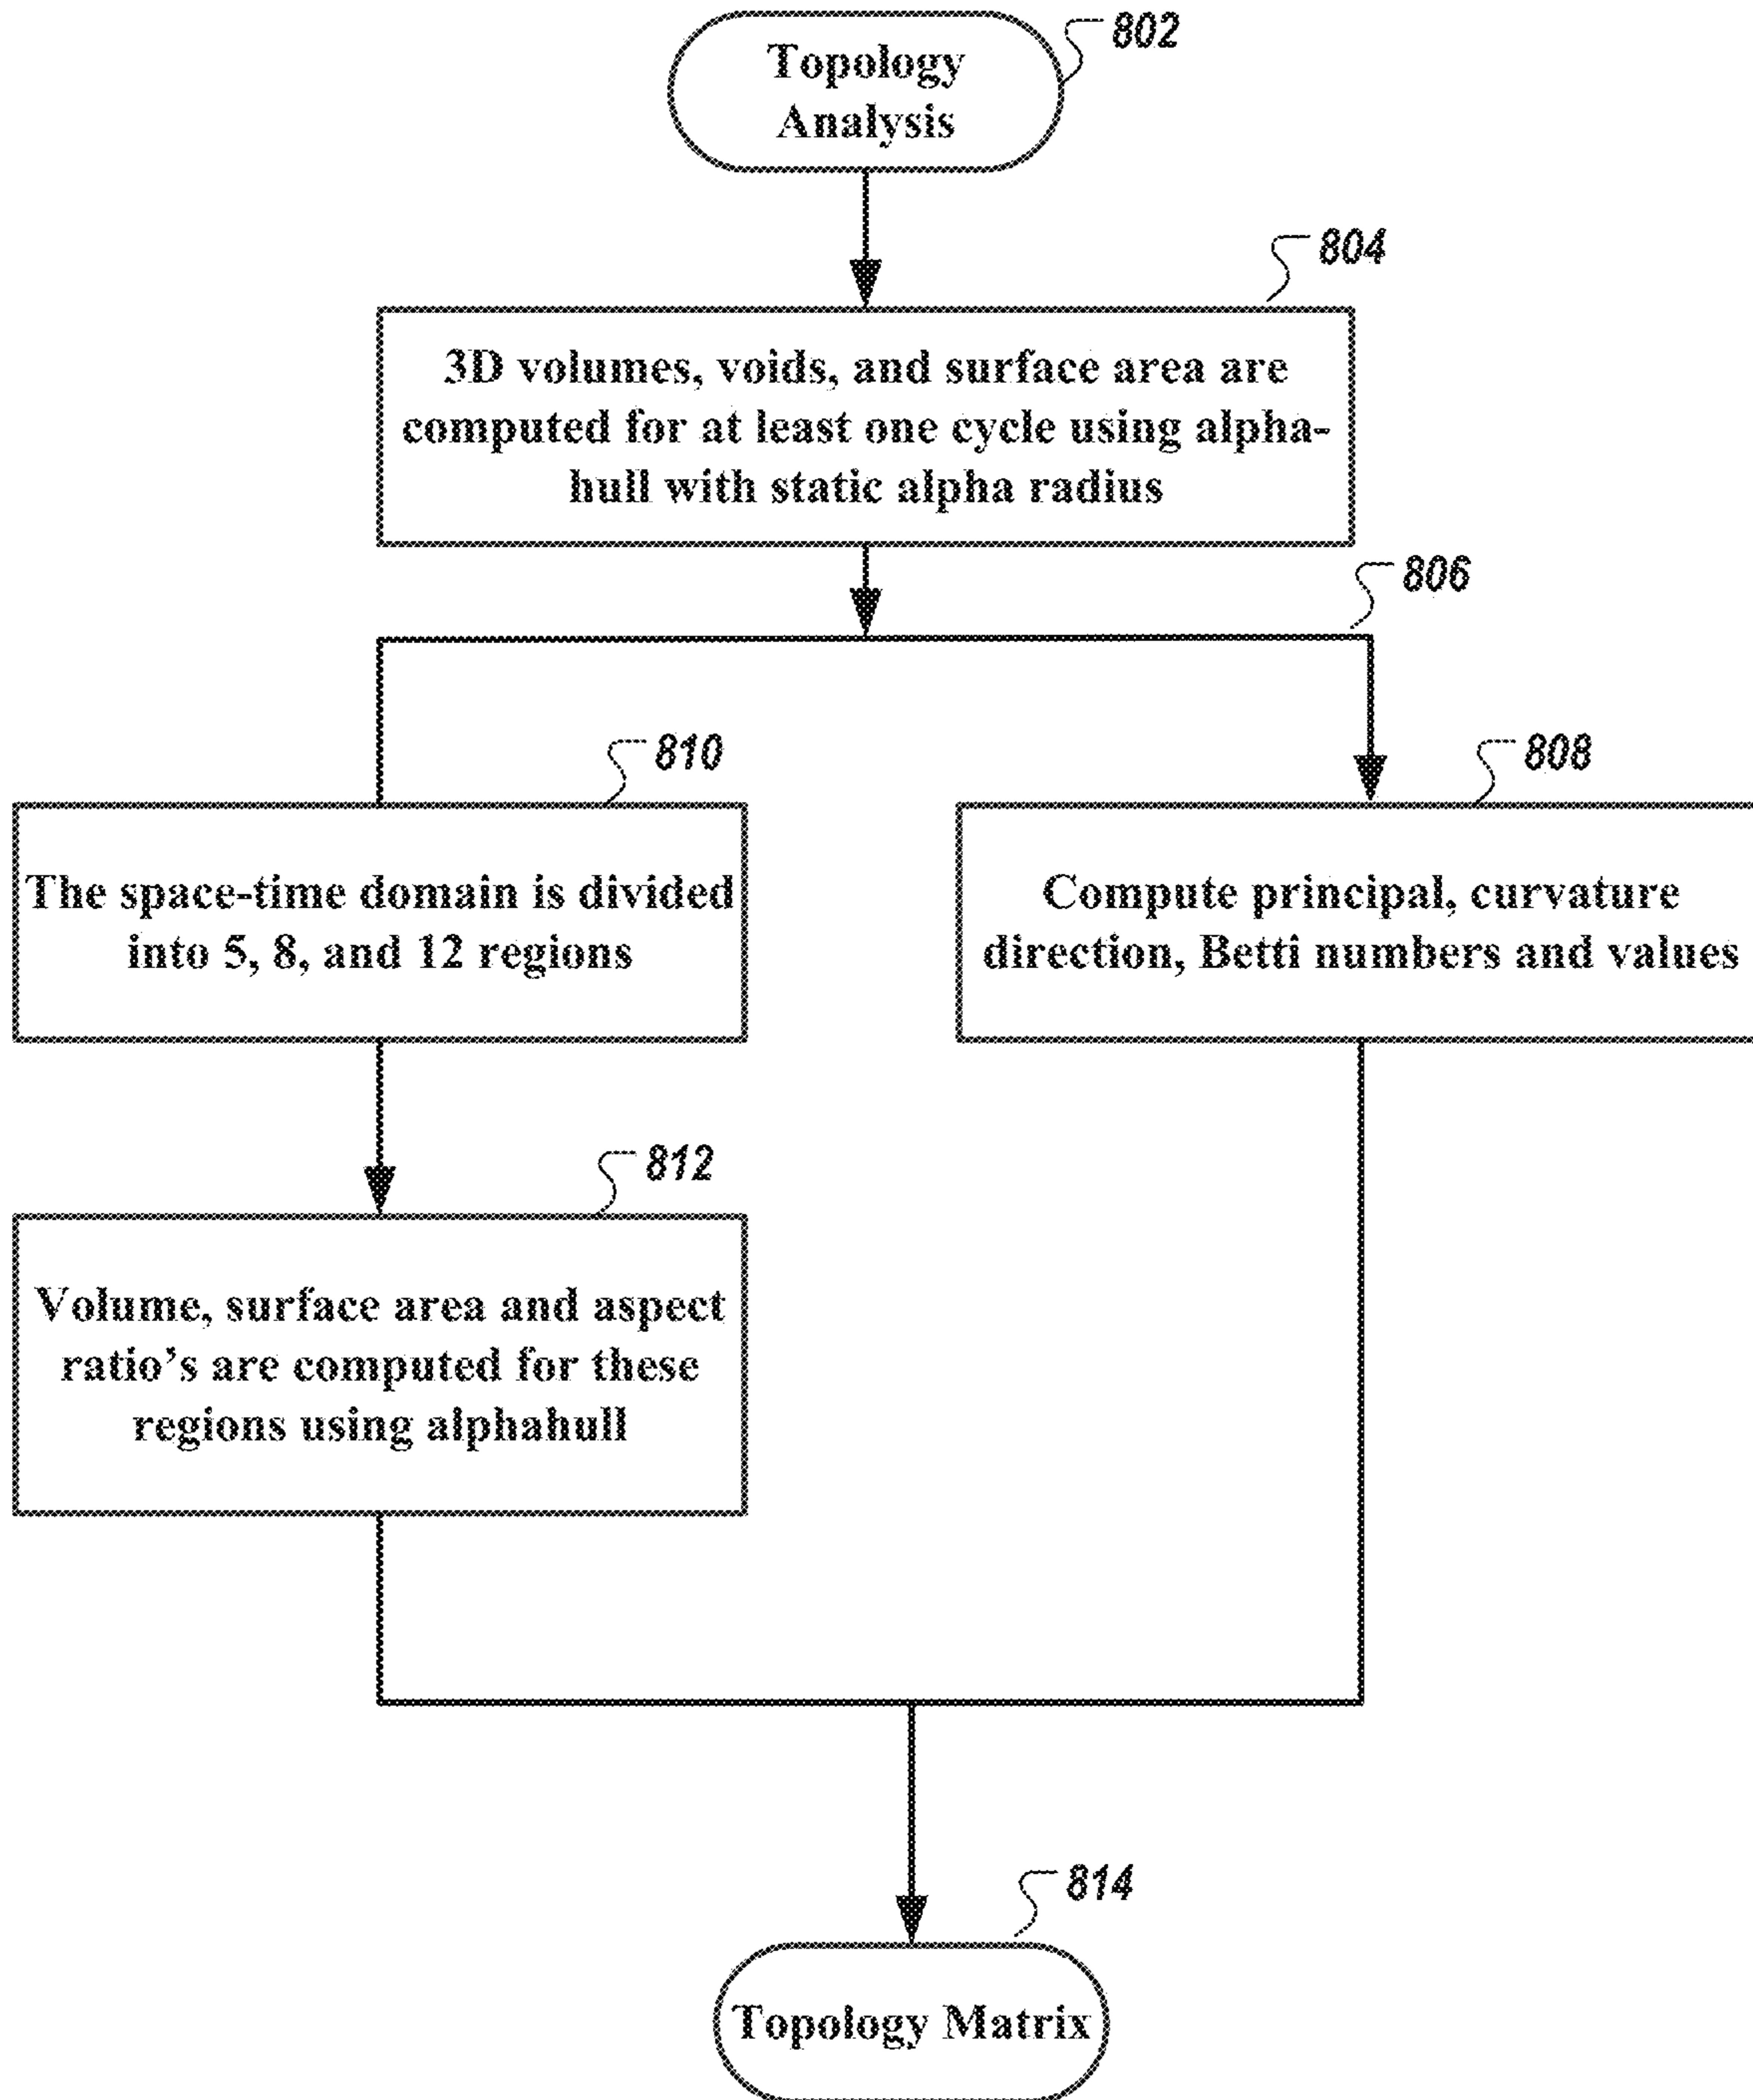 Topology
Analysis
802
804
3D volumes, voids, and surface area are
computed for at least one cycle using alpha-
hull with static alpha radius
806
810
The space-time domain is divided
into 5, 8, and 12 regions
808
Compute principal, curvature
direction, Betti numbers and values
812
Volume, surface area and aspect
ratio's are computed for these
regions using alphahull
814
Topology Matrix